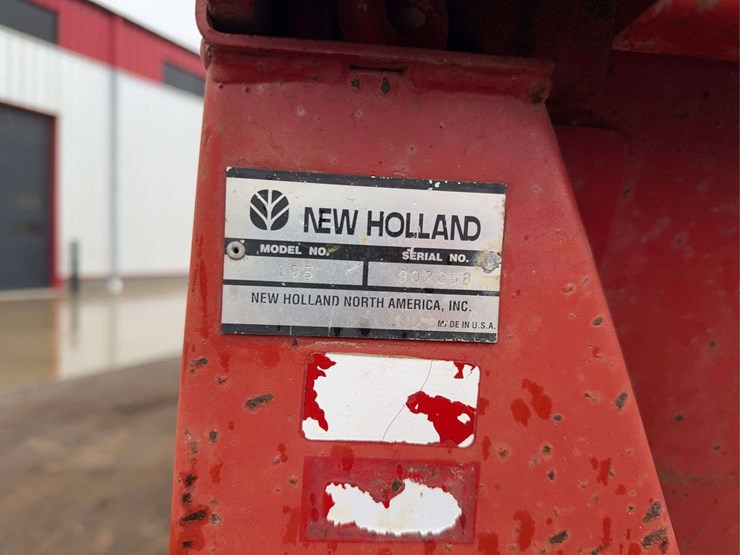 NEW HOLLAND
MODEL NO. SERIAL NO.
NEW HOLLAND NORTH AMERICA, INC.
MADE IN U.S.A.